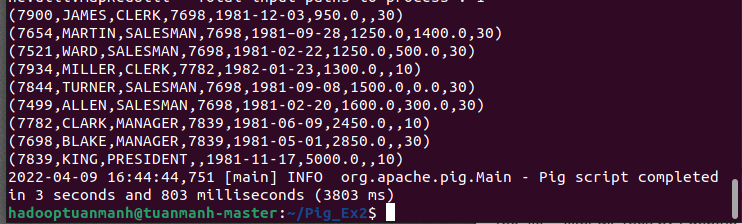 (7900,JAMES,CLERK,7698,1981-12-03,950.0,,30)
(7654,MARTIN,SALESMAN,7698,1981-09-28,1250.0,1400.0,30)
(7521,WARD,SALESMAN,7698,1981-02-22,1250.0,500.0,30)
(7934,MILLER,CLERK,7782,1982-01-23,1300.0,,10)
(7844,TURNER,SALESMAN,7698,1981-09-08,1500.0,0.0,30)
(7499,ALLEN,SALESMAN,7698,1981-02-20,1600.0,300.0,30)
(7782,CLARK,MANAGER,7839,1981-06-09,2450.0,,10)
(7698,BLAKE,MANAGER,7839,1981-05-01,2850.0,,30)
(7839,KING,PRESIDENT,,1981-11-17,5000.0,,10)
2022-04-09 16:44:44,751 [main] INFO  org.apache.pig.Main - Pig script completed
in 3 seconds and 803 milliseconds (3803 ms)
hadooptuanmanh@tuanmanh-master:~/Pig_Ex2$